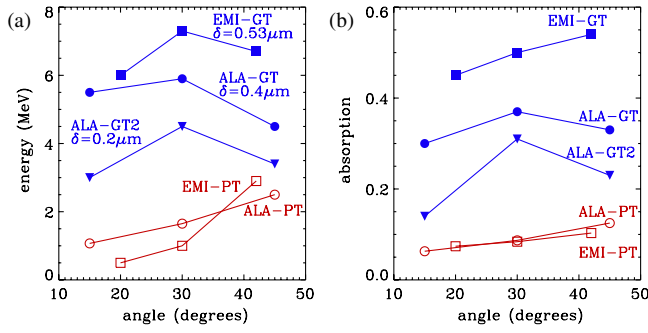 (a)
EMI-GT
δ=0.53μm
ALA-GT
δ=0.4μm
ALA-GT2
δ=0.2μm
EMI-PT
ALA-PT
energy (MeV)
8
6
4
2
0
10 20 30 40 50
angle (degrees)
(b)
EMI-GT
ALA-GT
ALA-GT2
ALA-PT
EMI-PT
absorption
0.6
0.4
0.2
0.0
10 20 30 40 50
angle (degrees)